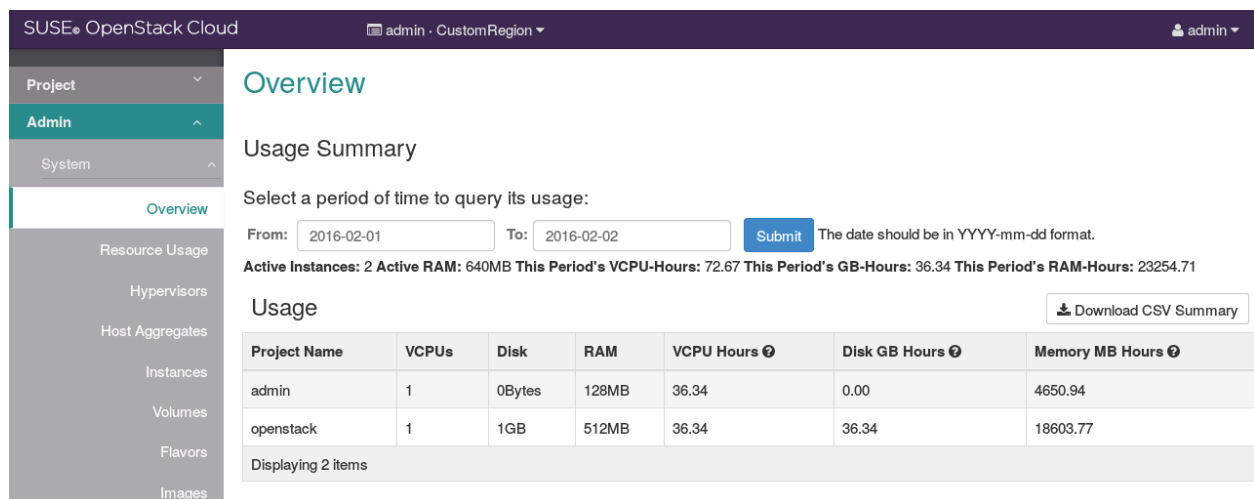 SUSE® OpenStack Cloud admin · CustomRegion admin
Project
Admin
System
Overview
Resource Usage
Hypervisors
Host Aggregates
Instances
Volumes
Flavors
Images
Overview
Usage Summary
Select a period of time to query its usage:
From: 2016-02-01 To: 2016-02-02 Submit The date should be in YYYY-mm-dd format.
Active Instances: 2 Active RAM: 640MB This Period's VCPU-Hours: 72.67 This Period's GB-Hours: 36.34 This Period's RAM-Hours: 23254.71
Usage Download CSV Summary
Project Name VCPUs Disk RAM VCPU Hours Disk GB Hours Memory MB Hours
admin 1 0Bytes 128MB 36.34 0.00 4650.94
openstack 1 1GB 512MB 36.34 36.34 18603.77
Displaying 2 items